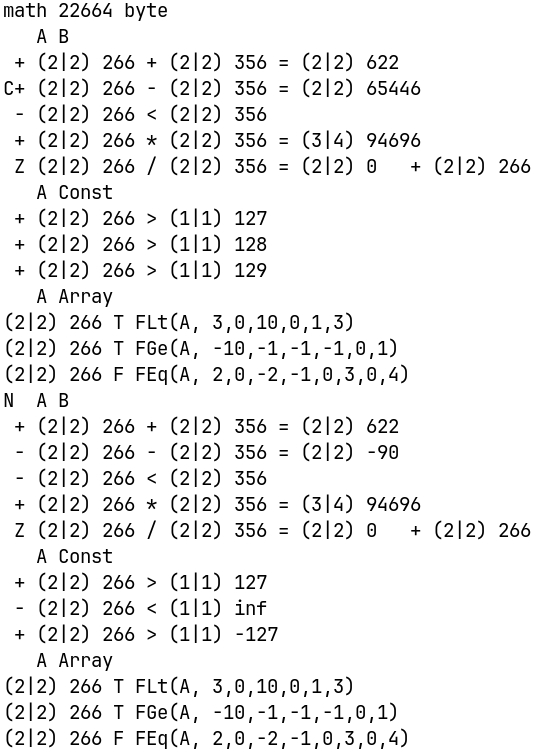 math 22664 byte
   A B
 + (2|2) 266 + (2|2) 356 = (2|2) 622
C+ (2|2) 266 - (2|2) 356 = (2|2) 65446
 - (2|2) 266 < (2|2) 356
 + (2|2) 266 * (2|2) 356 = (3|4) 94696
 Z (2|2) 266 / (2|2) 356 = (2|2) 0   + (2|2) 266
   A Const
 + (2|2) 266 > (1|1) 127
 + (2|2) 266 > (1|1) 128
 + (2|2) 266 > (1|1) 129
   A Array
(2|2) 266 T FLt(A, 3,0,10,0,1,3)
(2|2) 266 T FGe(A, -10,-1,-1,-1,0,1)
(2|2) 266 F FEq(A, 2,0,-2,-1,0,3,0,4)
N  A B
 + (2|2) 266 + (2|2) 356 = (2|2) 622
 - (2|2) 266 - (2|2) 356 = (2|2) -90
 - (2|2) 266 < (2|2) 356
 + (2|2) 266 * (2|2) 356 = (3|4) 94696
 Z (2|2) 266 / (2|2) 356 = (2|2) 0   + (2|2) 266
   A Const
 + (2|2) 266 > (1|1) 127
 - (2|2) 266 < (1|1) inf
 + (2|2) 266 > (1|1) -127
   A Array
(2|2) 266 T FLt(A, 3,0,10,0,1,3)
(2|2) 266 T FGe(A, -10,-1,-1,-1,0,1)
(2|2) 266 F FEq(A, 2,0,-2,-1,0,3,0,4)